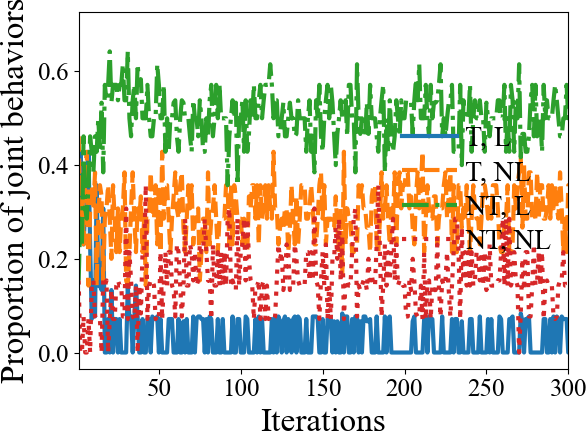 Proportion of joint behaviors
0.6
0.4
0.2
0.0
T, L
T, NL
NT, L
NT, NL
50
100
150
200
250
300
Iterations